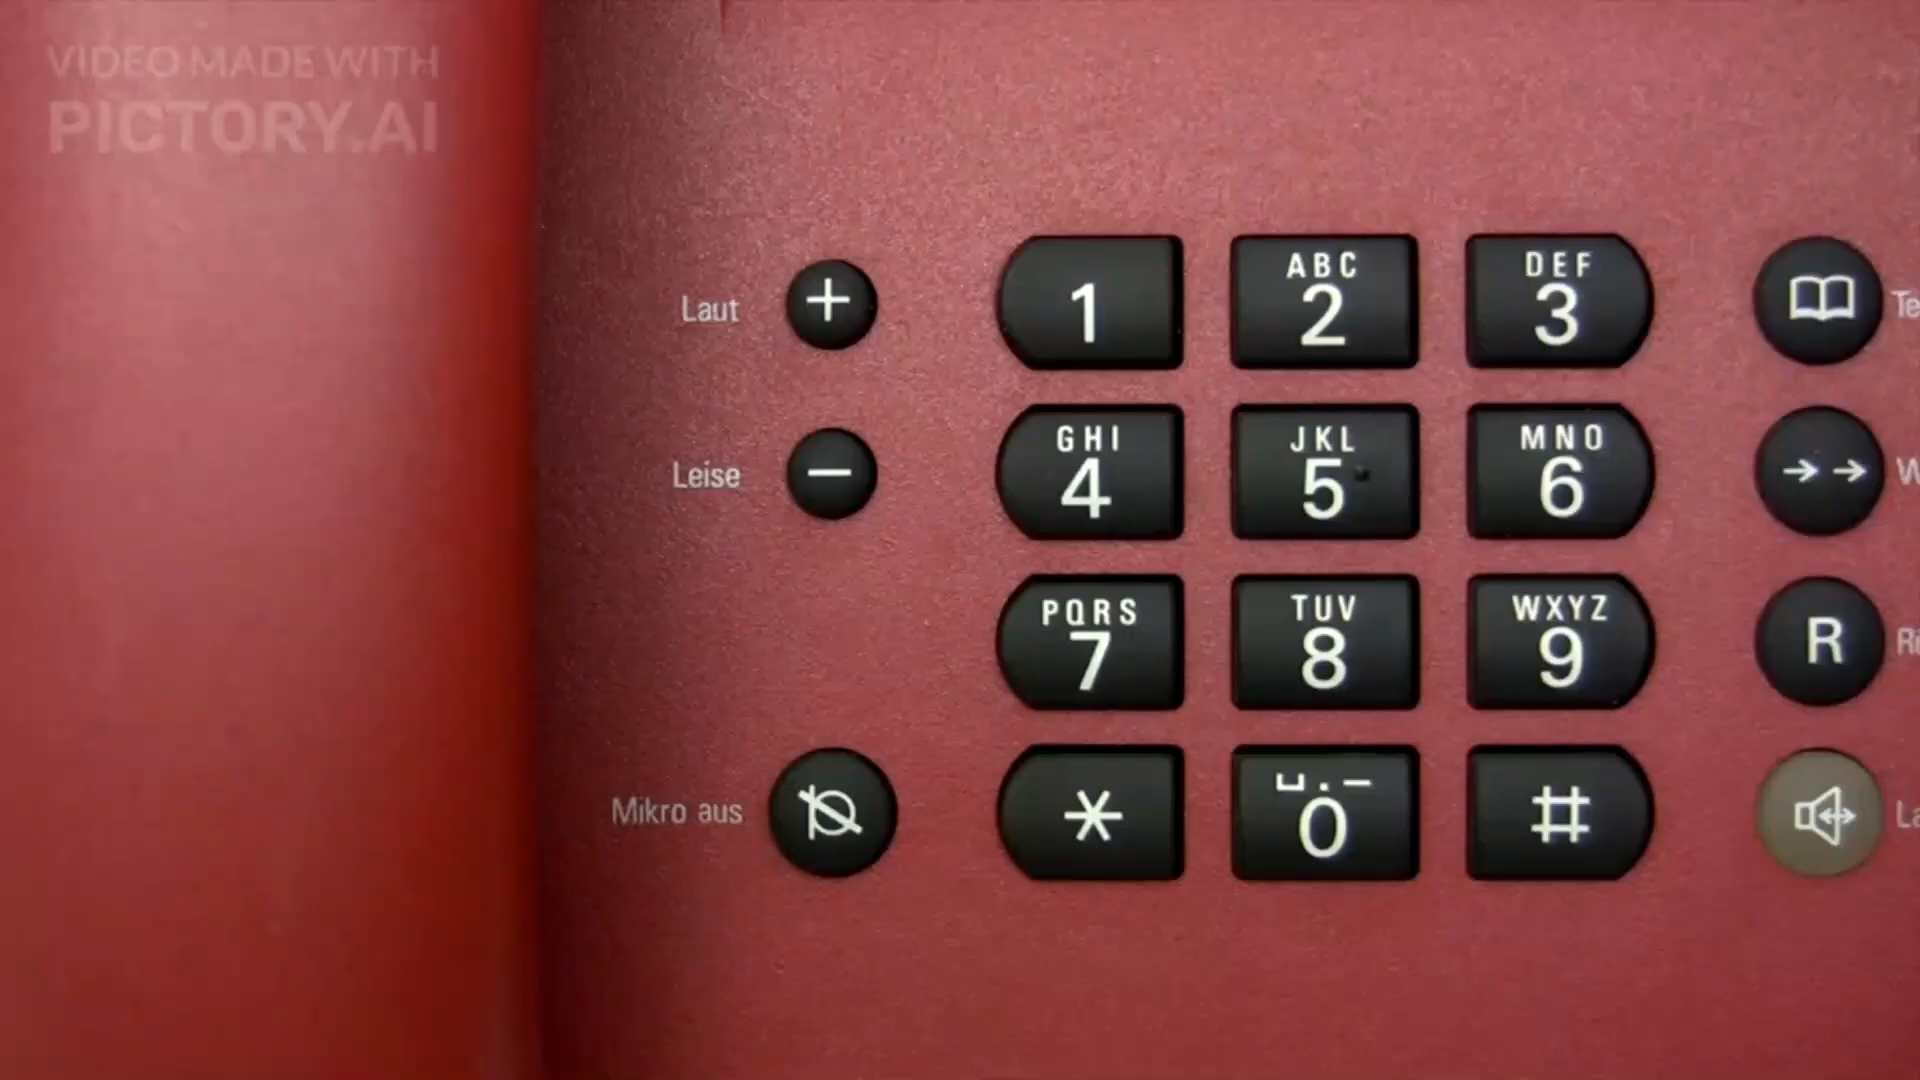 VIDEO MADE WITH
PICTORY.AI
Laut
+
1
ABC
2
DEF
3
Leise
−
GHI
4
JKL
5
MNO
6
→ →
PQRS
7
TUV
8
WXYZ
9
R
Mikro aus
*
␣ . –
0
#